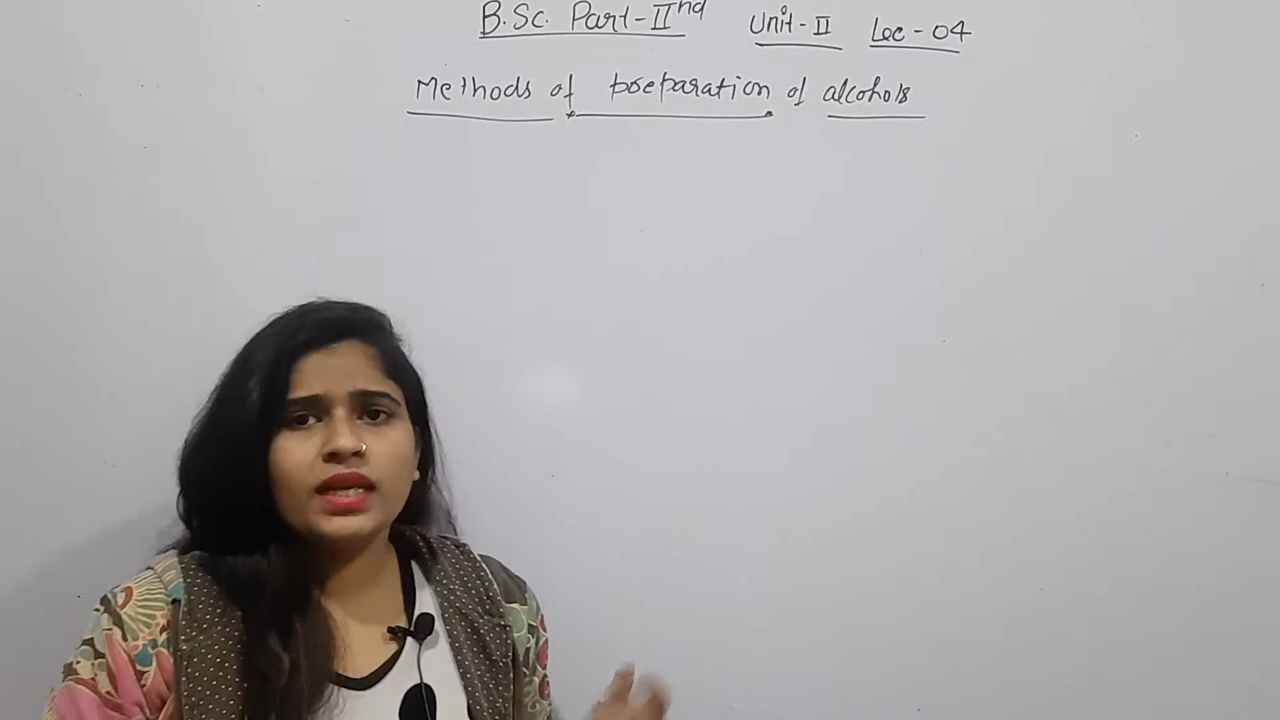 B.Sc. Part-IInd Unit-II Lec-04
Methods of preparation of alcohols